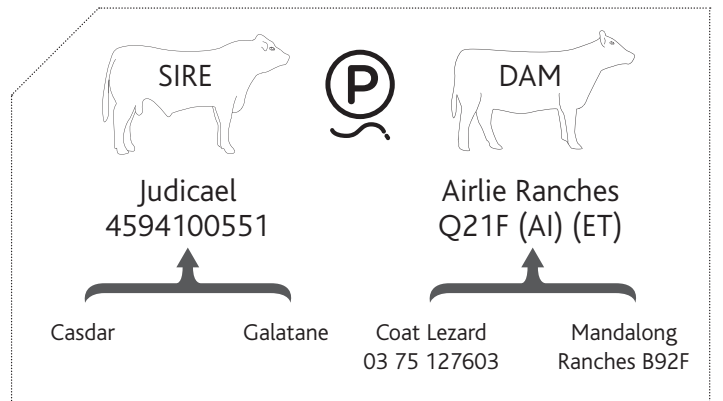 SIRE
P
DAM
Judicael
4594100551
Airlie Ranches
Q21F (AI) (ET)
Casdar
Galatane
Coat Lezard
03 75 127603
Mandalong
Ranches B92F